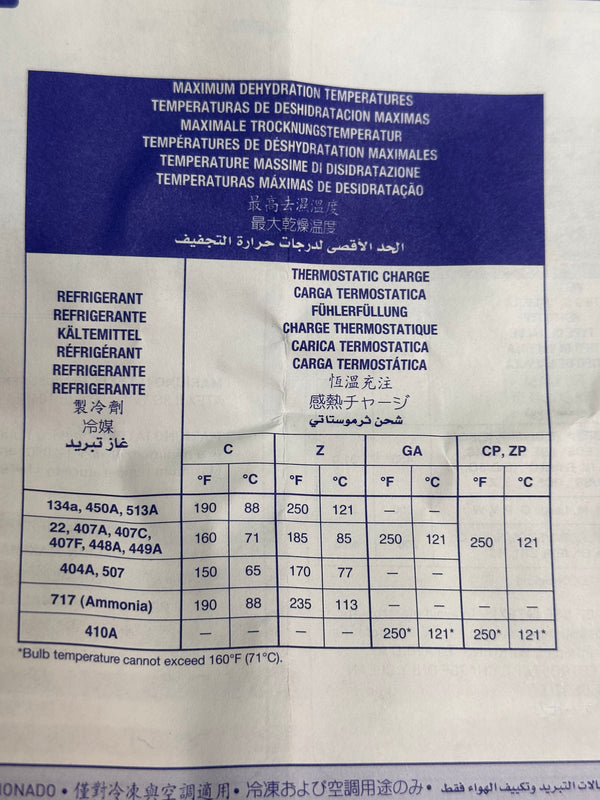 MAXIMUM DEHYDRATION TEMPERATURES
TEMPERATURAS DE DESHIDRATACION MAXIMAS
MAXIMALE TROCKNUNGSTEMPERATUR
TEMPÉRATURES DE DÉSHYDRATATION MAXIMALES
TEMPERATURE MASSIME DI DISIDRATAZIONE
TEMPERATURAS MÁXIMAS DE DESIDRATAÇÃO
最高去濕溫度
最大乾燥温度
الحد الأقصى لدرجات حرارة التجفيف
REFRIGERANT
REFRIGERANTE
KÄLTEMITTEL
RÉFRIGÉRANT
REFRIGERANTE
REFRIGERANTE
製冷劑
冷媒
غاز تبريد
THERMOSTATIC CHARGE
CARGA TERMOSTATICA
FÜHLERFÜLLUNG
CHARGE THERMOSTATIQUE
CARICA TERMOSTATICA
CARGA TERMOSTÁTICA
恆溫充注
感熱チャージ
شحن ثرموستاتي
C Z GA CP, ZP
°F °C °F °C °F °C °F °C
134a, 450A, 513A 190 88 250 121 — —
22, 407A, 407C,
407F, 448A, 449A 160 71 185 85 250 121 250 121
404A, 507 150 65 170 77 — —
717 (Ammonia) 190 88 235 113 — — — —
410A — — — — 250* 121* 250* 121*
*Bulb temperature cannot exceed 160°F (71°C).
IONADO • 僅對冷凍與空調適用 • 冷凍および空調用途のみ • الات التبريد وتكييف الهواء فقط